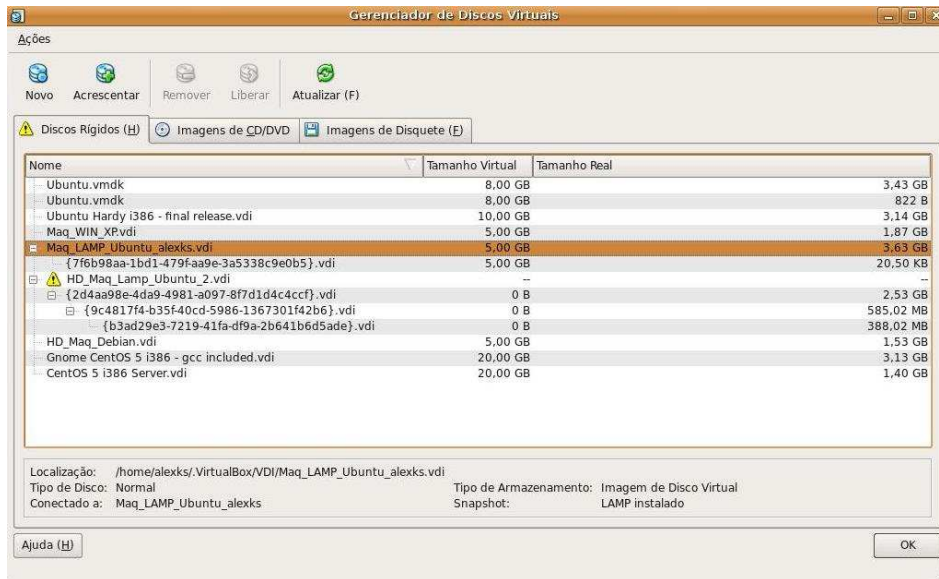 Gerenciador de Discos Virtuais
Ações
Novo Acrescentar Remover Liberar Atualizar (F)
Discos Rígidos (H) Imagens de CD/DVD Imagens de Disquete (F)
Nome Tamanho Virtual Tamanho Real
Ubuntu.vmdk 8,00 GB 3,43 GB
Ubuntu.vmdk 8,00 GB 822 B
Ubuntu Hardy i386 - final release.vdi 10,00 GB 3,14 GB
Maq_WIN_XP.vdi 5,00 GB 1,87 GB
Maq_LAMP_Ubuntu_alexks.vdi 5,00 GB 3,63 GB
{7f6b98aa-1bd1-479f-aa9e-3a5338c9e0b5}.vdi 5,00 GB 20,50 KB
HD_Maq_Lamp_Ubuntu_2.vdi -- --
{2d4aa98e-4da9-4981-a097-8f7d1d4c4ccf}.vdi 0 B 2,53 GB
{9c4817f4-b35f-40cd-5986-1367301f42b6}.vdi 0 B 585,02 MB
{b3ad29e3-7219-41fa-df9a-2b641b6d5ade}.vdi 0 B 388,02 MB
HD_Maq_Debian.vdi 5,00 GB 1,53 GB
Gnome CentOS 5 i386 - gcc included.vdi 20,00 GB 3,13 GB
CentOS 5 i386 Server.vdi 20,00 GB 1,40 GB
Localização: /home/alexks/.VirtualBox/VDI/Maq_LAMP_Ubuntu_alexks.vdi
Tipo de Disco: Normal Tipo de Armazenamento: Imagem de Disco Virtual
Conectado a: Maq_LAMP_Ubuntu_alexks Snapshot: LAMP instalado
Ajuda (H) OK